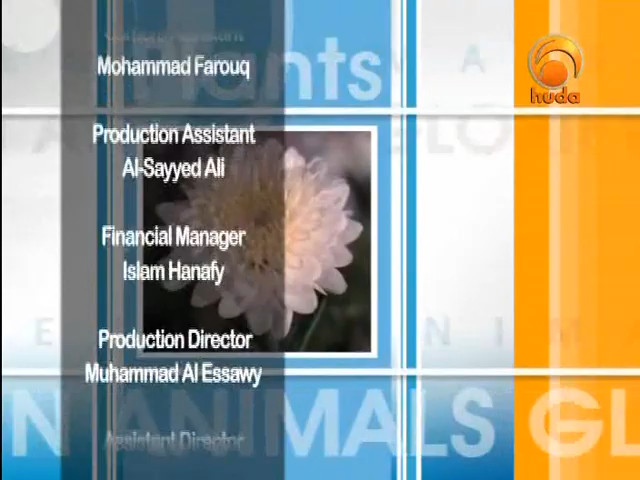 Plants
huda
Mohammad Farouq
Production Assistant
Al-Sayyed Ali
Financial Manager
Islam Hanafy
Production Director
Muhammad Al Essawy
Assistant Director
ANIMALS